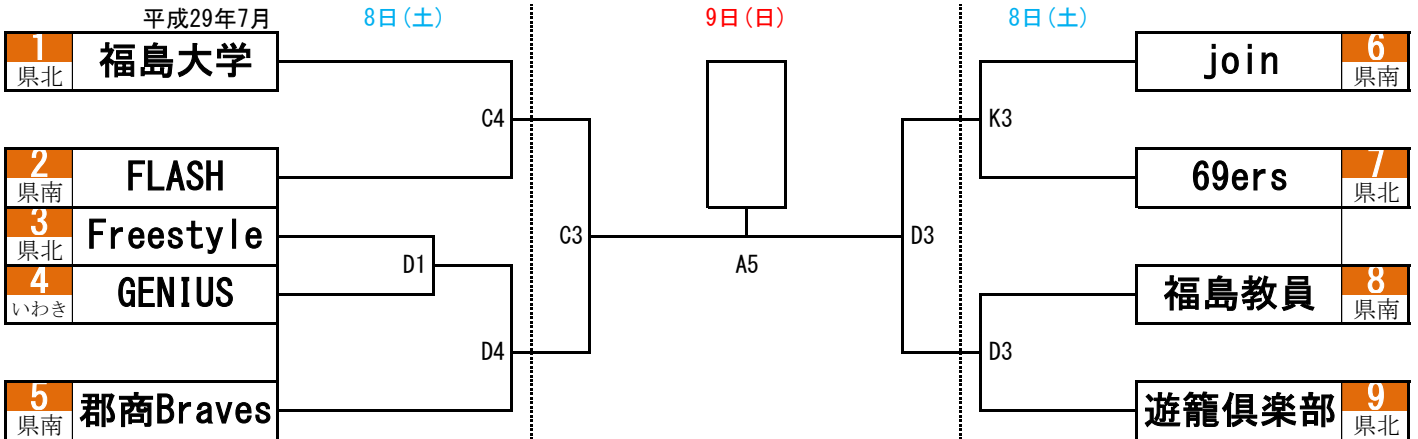 平成29年7月 8日(土) 9日(日) 8日(土)
1 県北 福島大学
join 6 県南
C4
K3
2 県南 FLASH
69ers 7 県北
3 県北 Freestyle
C3
D3
D1
A5
4 いわき GENIUS
福島教員 8 県南
D4
D3
5 県南 郡商Braves
遊籠倶楽部 9 県北